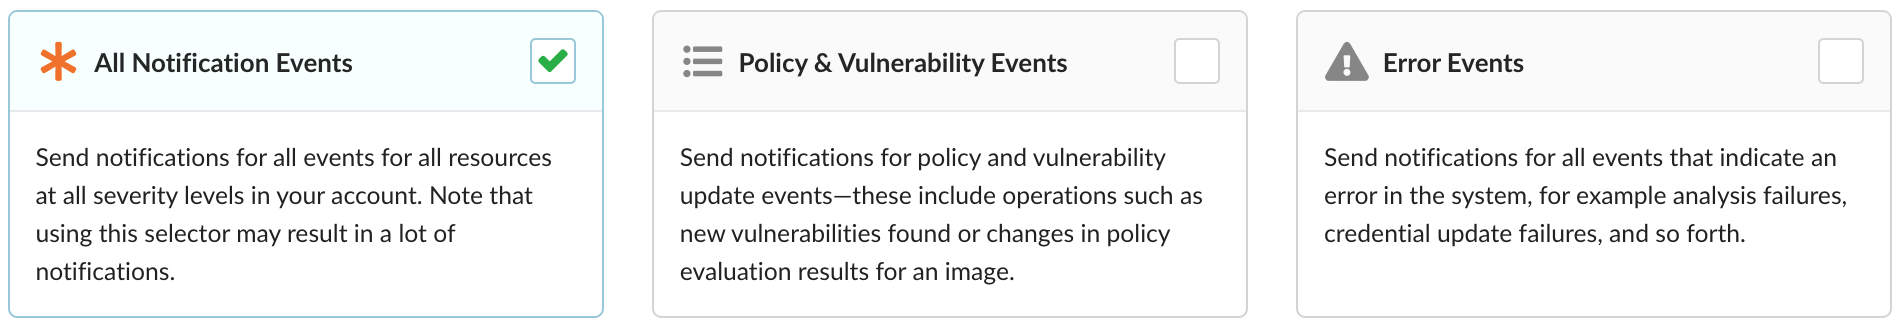 All Notification Events
Send notifications for all events for all resources
at all severity levels in your account. Note that
using this selector may result in a lot of
notifications.
Policy & Vulnerability Events
Send notifications for policy and vulnerability
update events—these include operations such as
new vulnerabilities found or changes in policy
evaluation results for an image.
Error Events
Send notifications for all events that indicate an
error in the system, for example analysis failures,
credential update failures, and so forth.